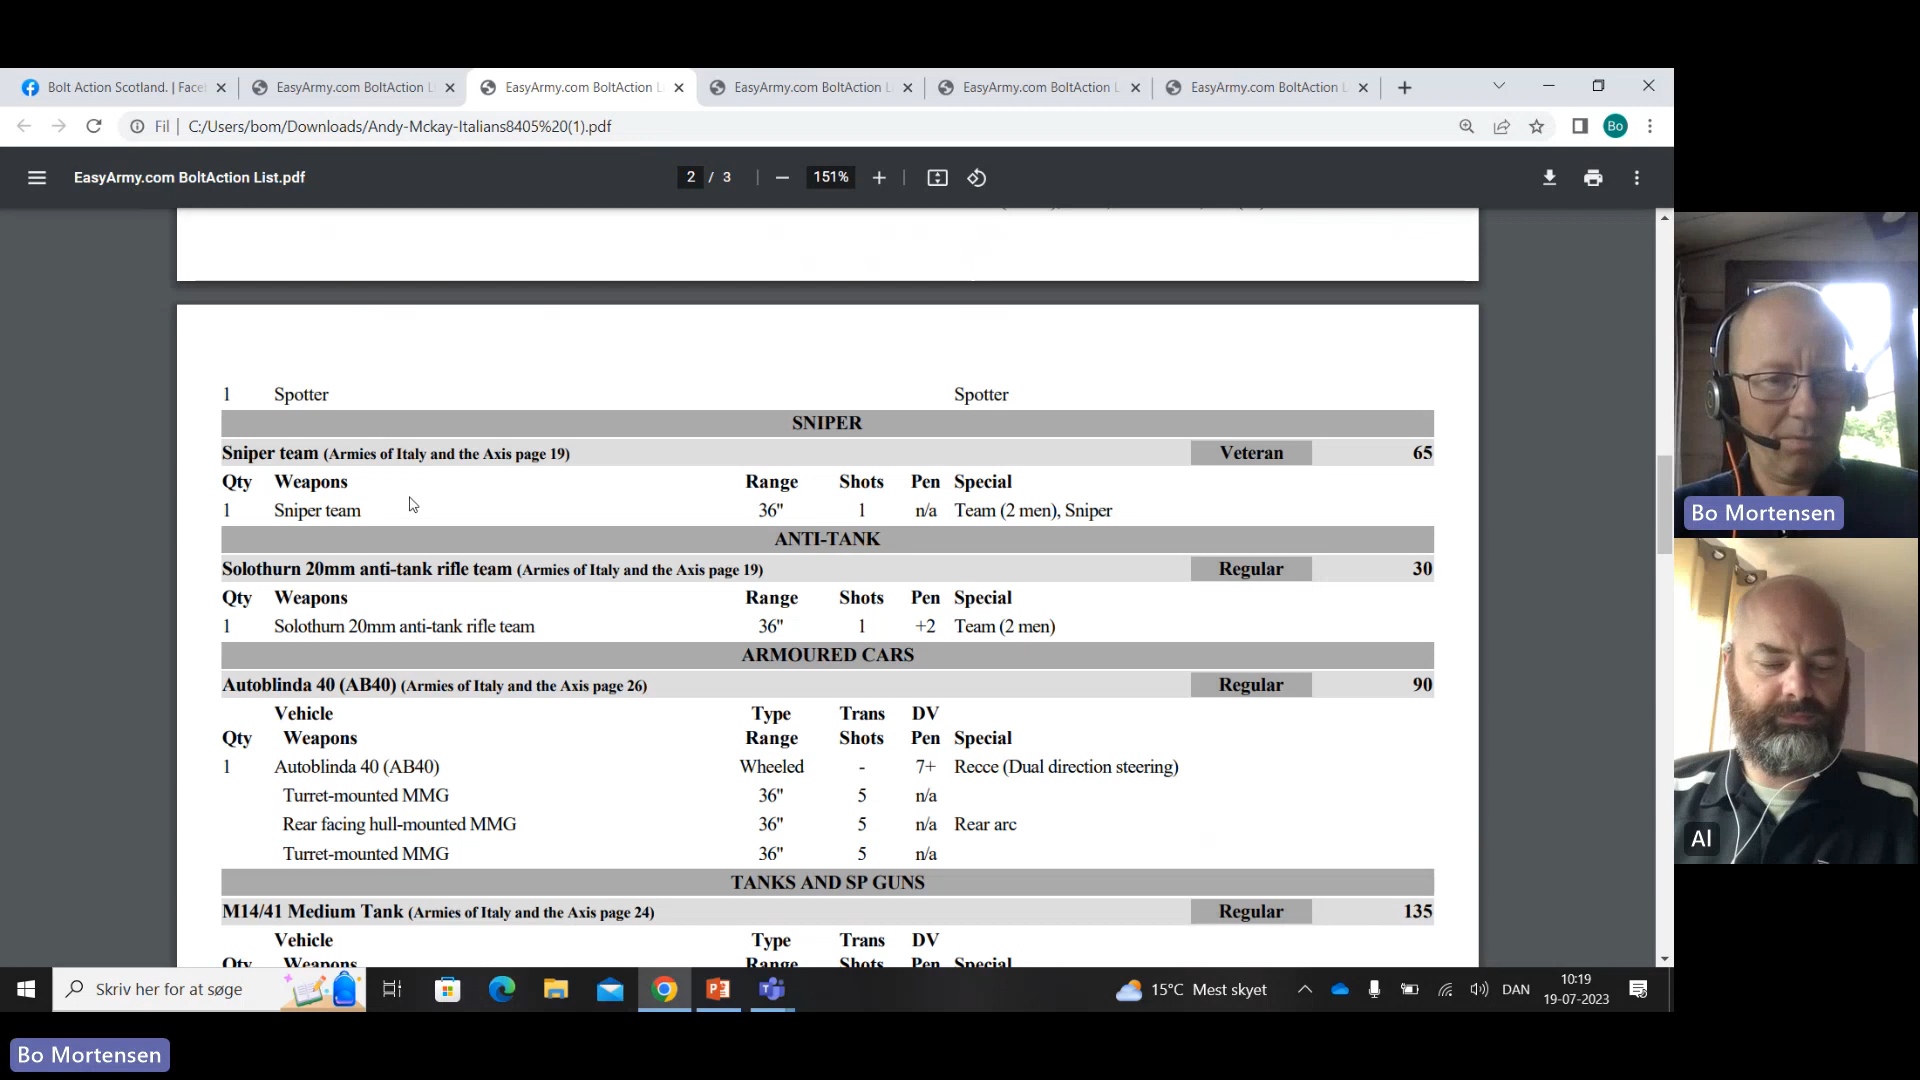 Bolt Action Scotland. | Face
EasyArmy.com BoltAction L
EasyArmy.com BoltAction L
EasyArmy.com BoltAction L
EasyArmy.com BoltAction L
EasyArmy.com BoltAction L
Fil | C:/Users/bom/Downloads/Andy-Mckay-Italians8405%20(1).pdf
Bo
EasyArmy.com BoltAction List.pdf
2 / 3
151%
1 Spotter Spotter
SNIPER
Sniper team (Armies of Italy and the Axis page 19) Veteran 65
Qty Weapons Range Shots Pen Special
1 Sniper team 36" 1 n/a Team (2 men), Sniper
ANTI-TANK
Solothurn 20mm anti-tank rifle team (Armies of Italy and the Axis page 19) Regular 30
Qty Weapons Range Shots Pen Special
1 Solothurn 20mm anti-tank rifle team 36" 1 +2 Team (2 men)
ARMOURED CARS
Autoblinda 40 (AB40) (Armies of Italy and the Axis page 26) Regular 90
Vehicle Type Trans DV
Qty Weapons Range Shots Pen Special
1 Autoblinda 40 (AB40) Wheeled - 7+ Recce (Dual direction steering)
Turret-mounted MMG 36" 5 n/a
Rear facing hull-mounted MMG 36" 5 n/a Rear arc
Turret-mounted MMG 36" 5 n/a
TANKS AND SP GUNS
M14/41 Medium Tank (Armies of Italy and the Axis page 24) Regular 135
Vehicle Type Trans DV
Qty Weapons Range Shots Pen Special
Skriv her for at søge
15°C Mest skyet
DAN
10:19
19-07-2023
Bo Mortensen
Al
Bo Mortensen